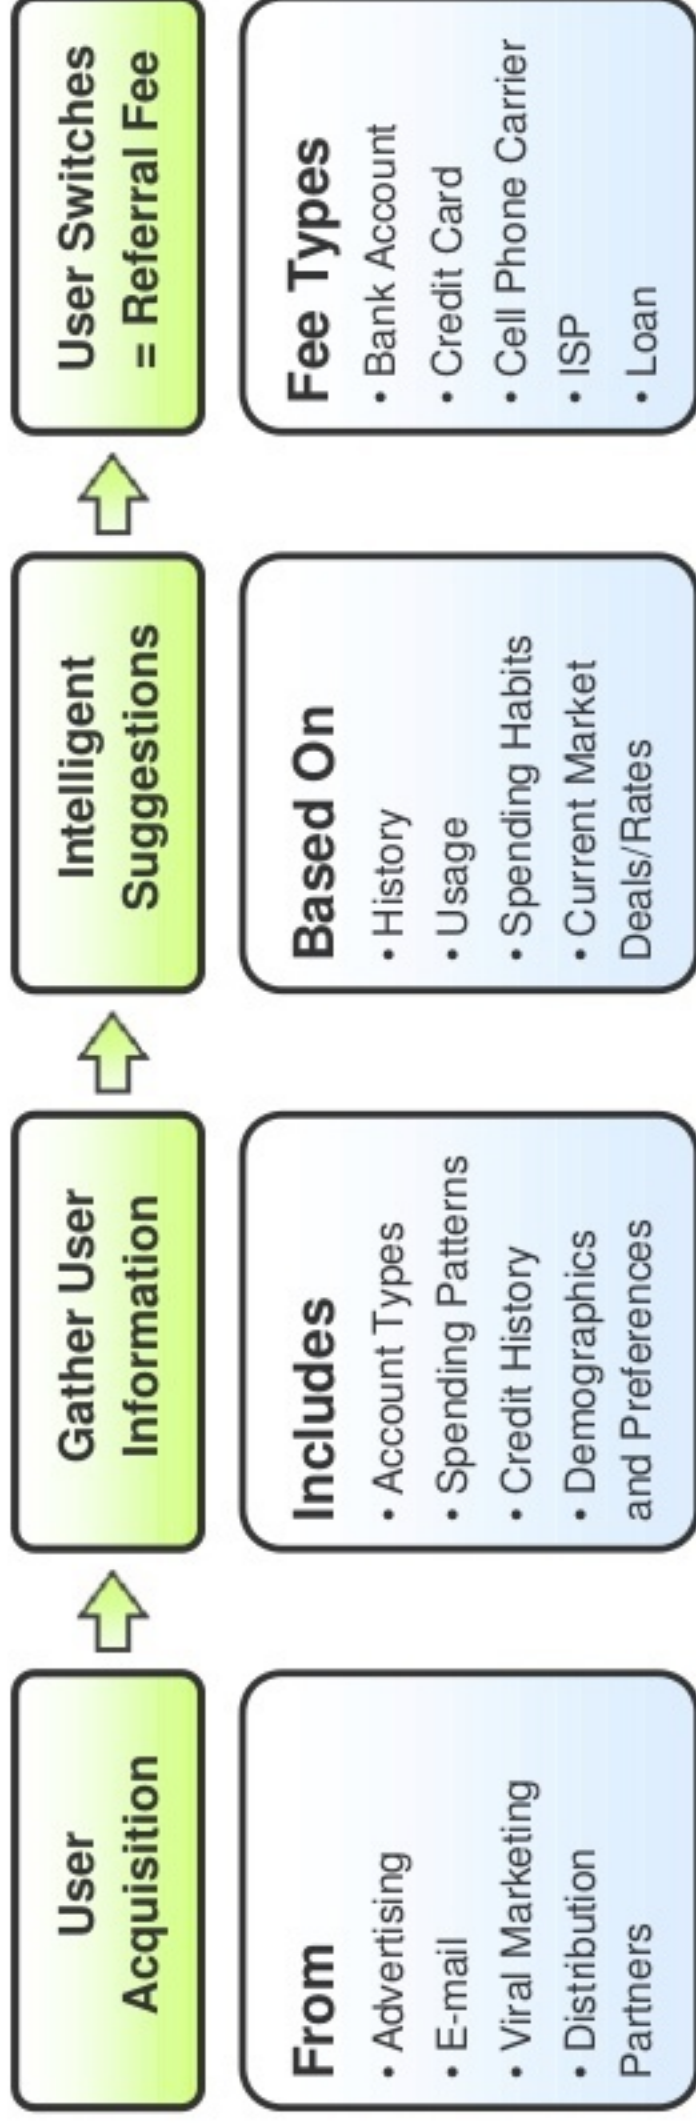 User
Acquisition
Gather User
Information
Intelligent
Suggestions
User Switches
= Referral Fee
From
• Advertising
• E-mail
• Viral Marketing
• Distribution
Partners
Includes
• Account Types
• Spending Patterns
• Credit History
• Demographics
and Preferences
Based On
• History
• Usage
• Spending Habits
• Current Market
Deals/Rates
Fee Types
• Bank Account
• Credit Card
• Cell Phone Carrier
• ISP
• Loan